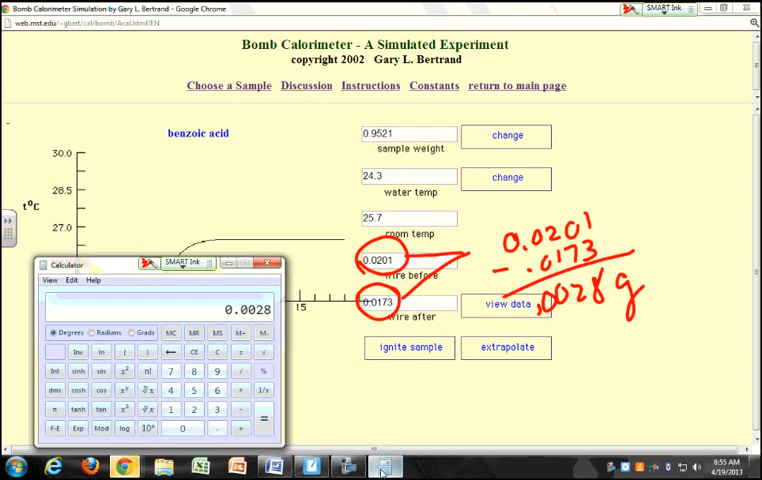 Bomb Calorimeter Simulation by Gary L. Bertrand - Google Chrome
SMART Ink
web.mst.edu/~gbert/cal/bomb/Acal.html?EN
Bomb Calorimeter - A Simulated Experiment
copyright 2002 Gary L. Bertrand
Choose a Sample Discussion Instructions Constants return to main page
benzoic acid
0.9521 change
sample weight
30.0
24.3 change
water temp
28.5
t°C
25.7
room temp
27.0
0.0201
wire before
0.0173 view data
wire after
15
ignite sample extrapolate
0.0201
- .0173
.0028 g
Calculator SMART Ink
View Edit Help
0.0028
Degrees Radians Grads MC MR MS M+ M-
Inv ln ( ) ← CE C ± √
Int sinh sin x² n! 7 8 9 / %
dms cosh cos xʸ ʸ√x 4 5 6 * 1/x
π tanh tan x³ ³√x 1 2 3 - =
F-E Exp Mod log 10ˣ 0 . +
8:55 AM
4/19/2013